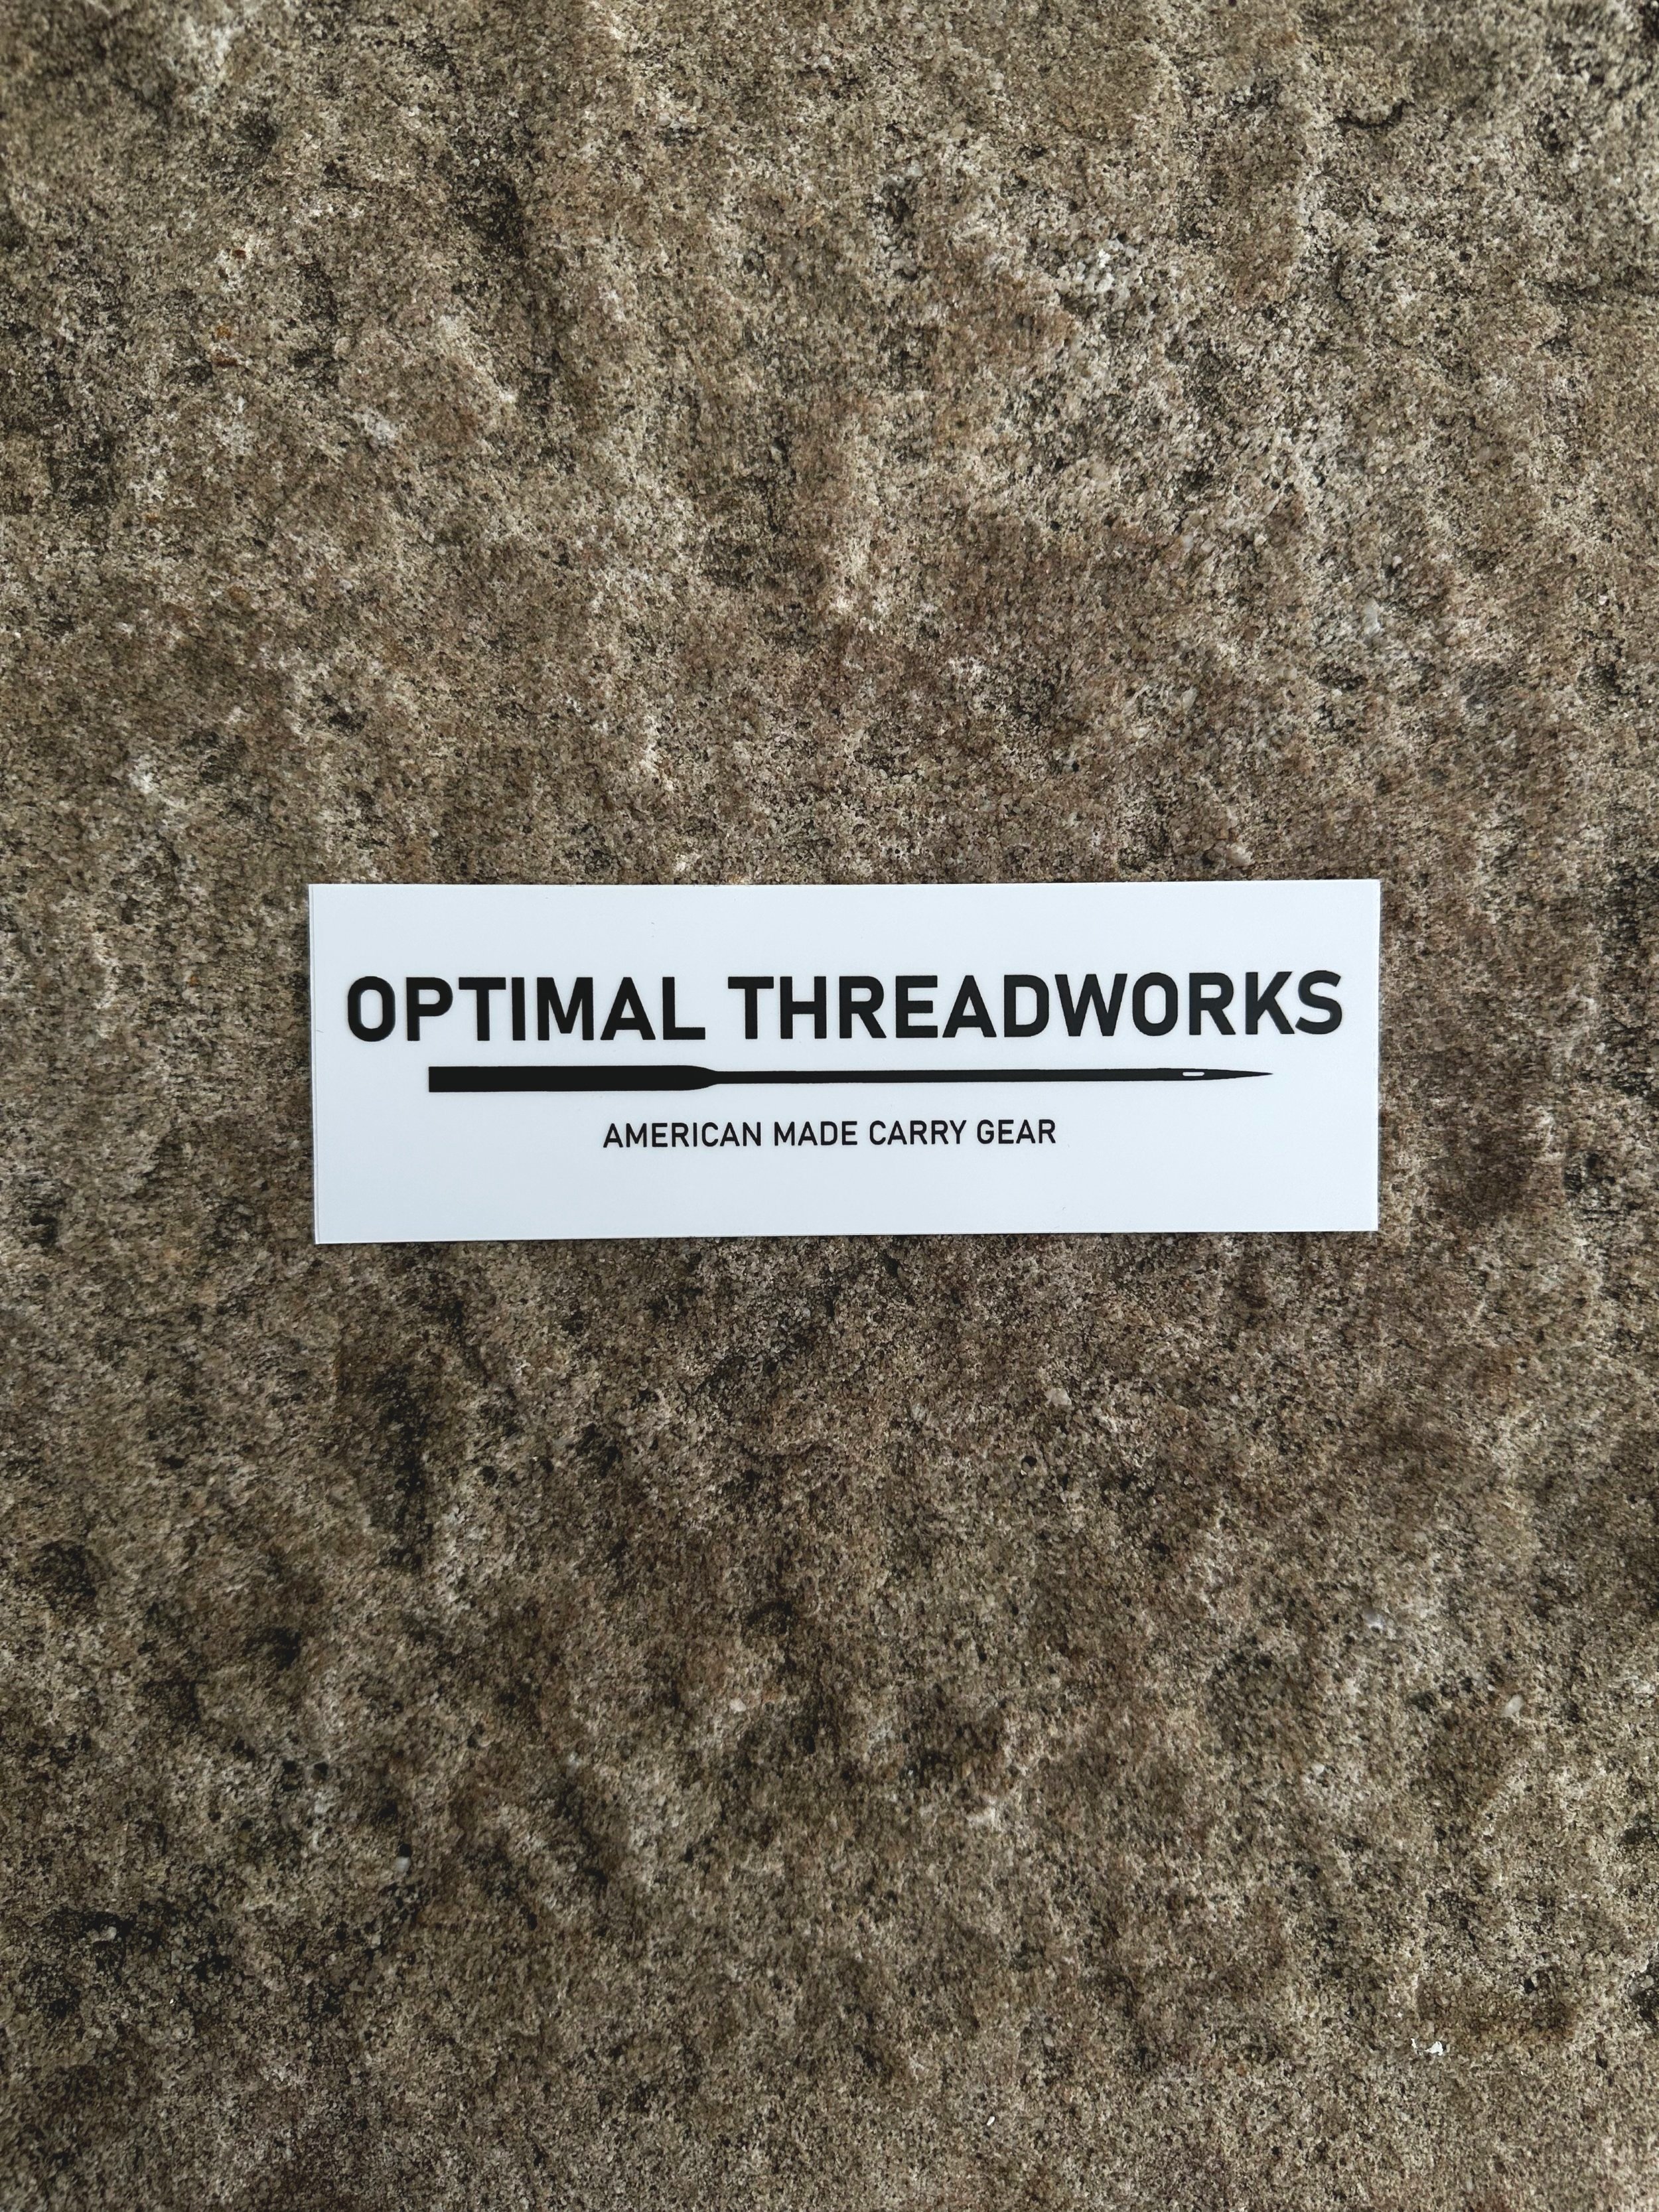 OPTIMAL THREADWORKS
AMERICAN MADE CARRY GEAR